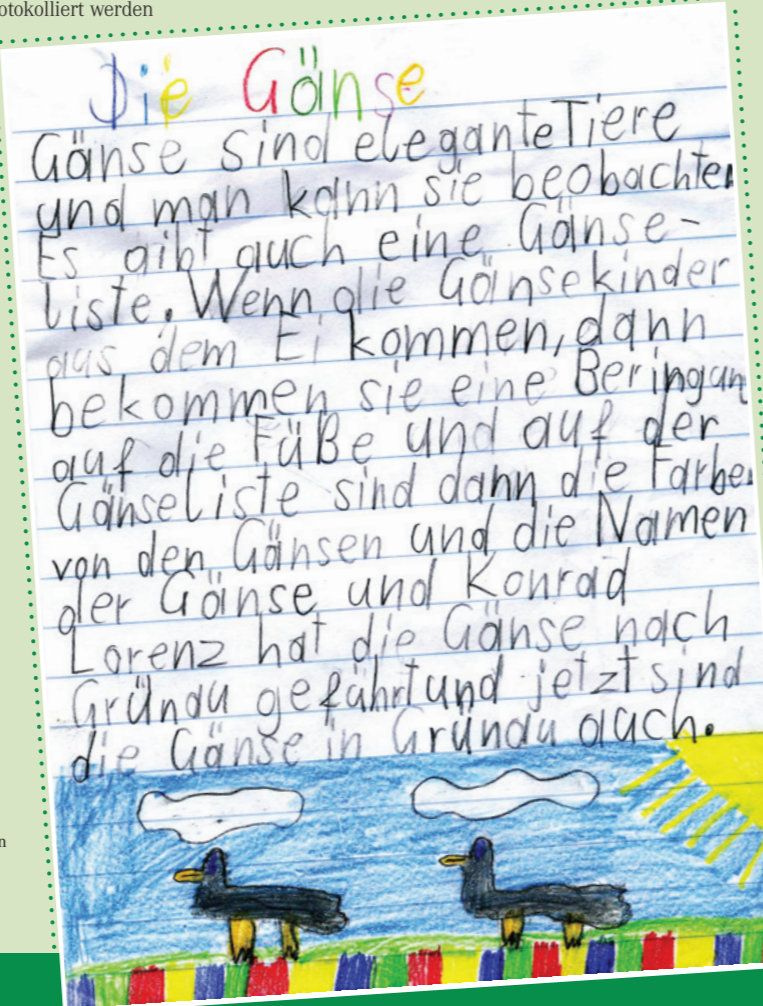 otokolliert werden
Die Gänse
Gänse sind elegante Tiere
und man kann sie beobachten
Es gibt auch eine Gänse-
liste. Wenn die Gänsekinder
aus dem Ei kommen, dann
bekommen sie eine Beringun
auf die Füße und auf der
Gänseliste sind dann die Farben
von den Gänsen und die Namen
der Gänse und Konrad
Lorenz hat die Gänse nach
Grünau geführt und jetzt sind
die Gänse in Grünau auch.
n